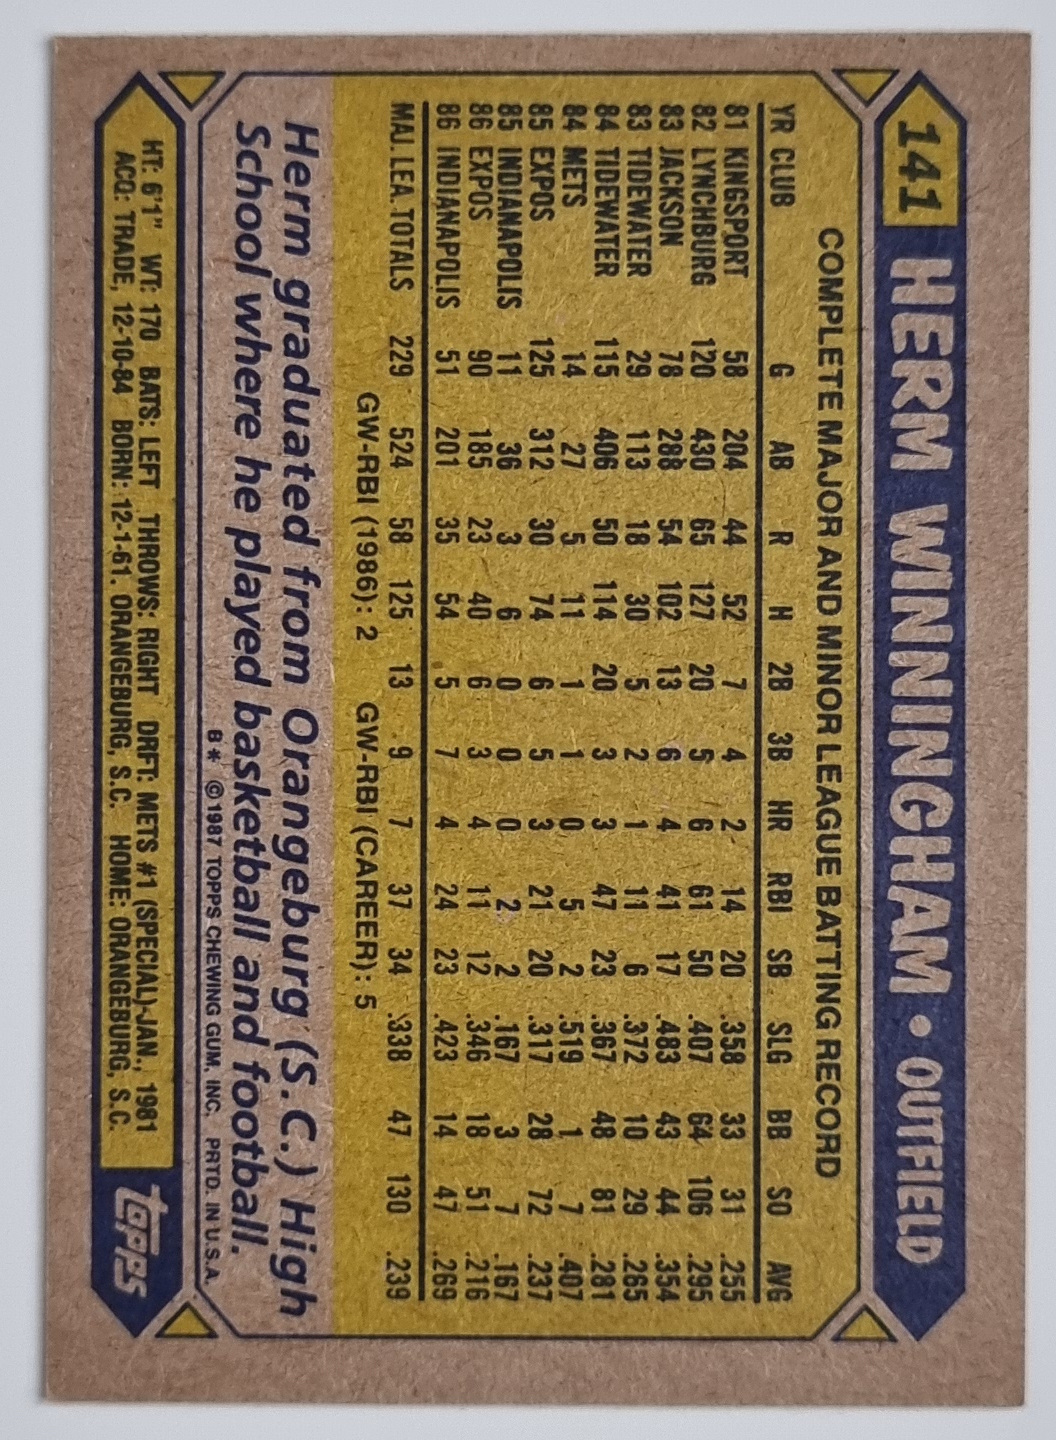 141 HERM WINNINGHAM • OUTFIELD
COMPLETE MAJOR AND MINOR LEAGUE BATTING RECORD
YR CLUB G AB R H 2B 3B HR RBI SB SLG BB SO AVG
81 KINGSPORT 58 204 44 52 7 4 2 14 20 .358 33 31 .255
82 LYNCHBURG 120 430 65 127 20 5 6 61 50 .407 64 106 .295
83 JACKSON 78 288 54 102 13 6 4 41 17 .483 43 44 .354
83 TIDEWATER 29 113 18 30 5 2 1 11 6 .372 10 29 .265
84 TIDEWATER 115 406 50 114 20 3 3 47 23 .367 48 81 .281
84 METS 14 27 5 11 1 1 0 5 2 .519 1 7 .407
85 EXPOS 125 312 30 74 6 5 3 21 20 .317 28 72 .237
85 INDIANAPOLIS 11 36 3 6 0 0 0 2 2 .167 3 7 .167
86 EXPOS 90 185 23 40 6 3 4 11 12 .346 18 51 .216
86 INDIANAPOLIS 51 201 35 54 5 7 4 24 23 .423 14 47 .269
MAJ. LEA. TOTALS 229 524 58 125 13 9 7 37 34 .338 47 130 .239
GW-RBI (1986): 2 GW-RBI (CAREER): 5
Herm graduated from Orangeburg (S.C.) High
School where he played basketball and football.
B* ©1987 TOPPS CHEWING GUM, INC. PRTD. IN U.S.A.
HT: 6'1" WT: 170 BATS: LEFT THROWS: RIGHT DRFT: METS #1 (SPECIAL)-JAN., 1981
ACQ: TRADE, 12-10-84 BORN: 12-1-61, ORANGEBURG, S.C. HOME: ORANGEBURG, S.C.
topps